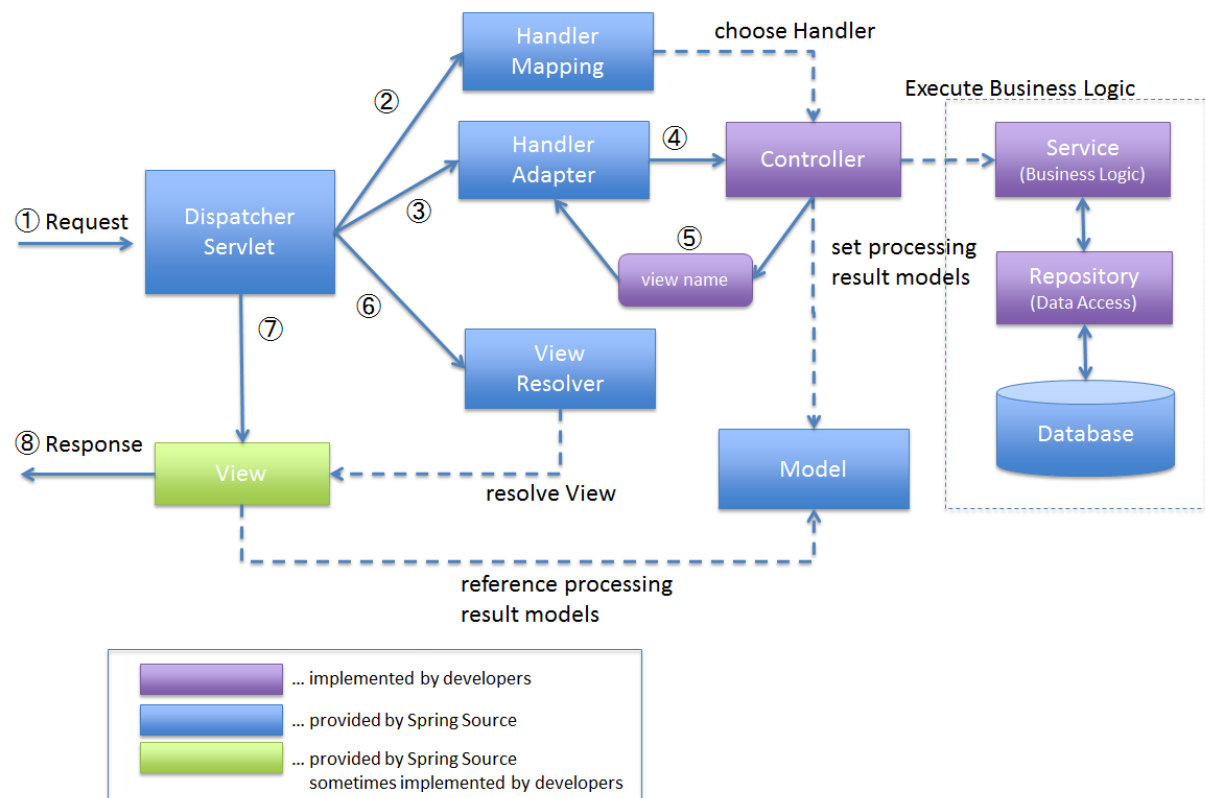 Handler
Mapping
choose Handler
Execute Business Logic
②
Handler
Adapter
④
Controller
Service
(Business Logic)
① Request
Dispatcher
Servlet
③
⑤
view name
set processing
result models
Repository
(Data Access)
⑥
⑦
View
Resolver
Database
⑧ Response
View
resolve View
Model
reference processing
result models
... implemented by developers
... provided by Spring Source
... provided by Spring Source
sometimes implemented by developers